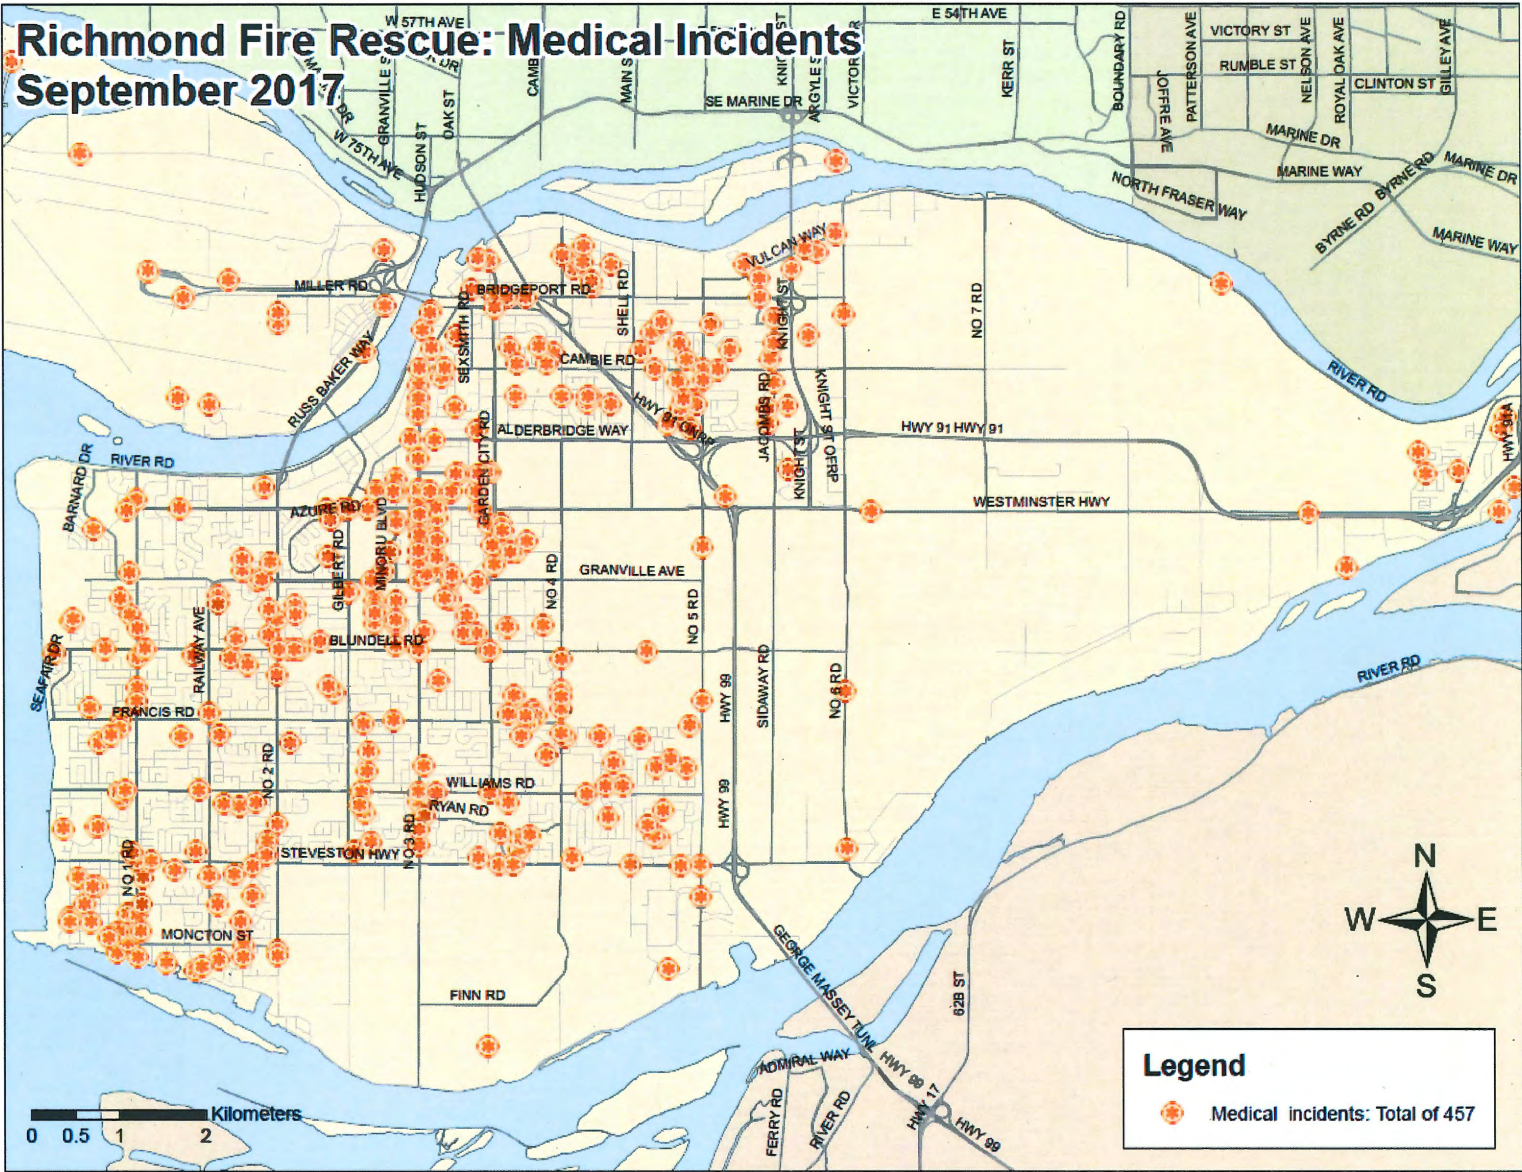 Richmond Fire Rescue: Medical Incidents
September 2017
W 57TH AVE
E 54TH AVE
BOUNDARY RD
PATTERSON AVE
VICTORY ST
NELSON AVE
ROYAL OAK AVE
GILLEY AVE
RUMBLE ST
CLINTON ST
KERR ST
JOFFRE AVE
OAK ST
SE MARINE DR
MARINE DR
W 75TH AVE
HUDSON ST
MARINE WAY
BYRNE RD
BYRNE RD
MARINE DR
NORTH FRASER WAY
MARINE WAY
VULCAN WAY
MILLER RD
BRIDGEPORT RD
SHELL RD
KNIGHT ST
NO 7 RD
SEXSMITH RD
CAMBIE RD
RUSS BAKER WAY
RIVER RD
JACOMBS RD
KNIGHT ST OFRP
HWY 91 ONRP
GARDEN CITY RD
ALDERBRIDGE WAY
HWY 91 HWY 91
HWY 91A
KNIGHT ST
BARNARD DR
RIVER RD
AZURE RD
WESTMINSTER HWY
MINORU BLVD
GILBERT RD
GRANVILLE AVE
NO 4 RD
NO 5 RD
RAILWAY AVE
BLUNDELL RD
SEAFAIR DR
SIDAWAY RD
NO 6 RD
RIVER RD
HWY 99
FRANCIS RD
NO 2 RD
WILLIAMS RD
RYAN RD
HWY 99
NO 3 RD
STEVESTON HWY
NO 1 RD
MONCTON ST
FINN RD
GEORGE MASSEY TUNL
62B ST
ADMIRAL WAY
HWY 99
FERRY RD
RIVER RD
HWY 17
HWY 99
N
W E
S
Legend
Medical incidents: Total of 457
Kilometers
0 0.5 1 2